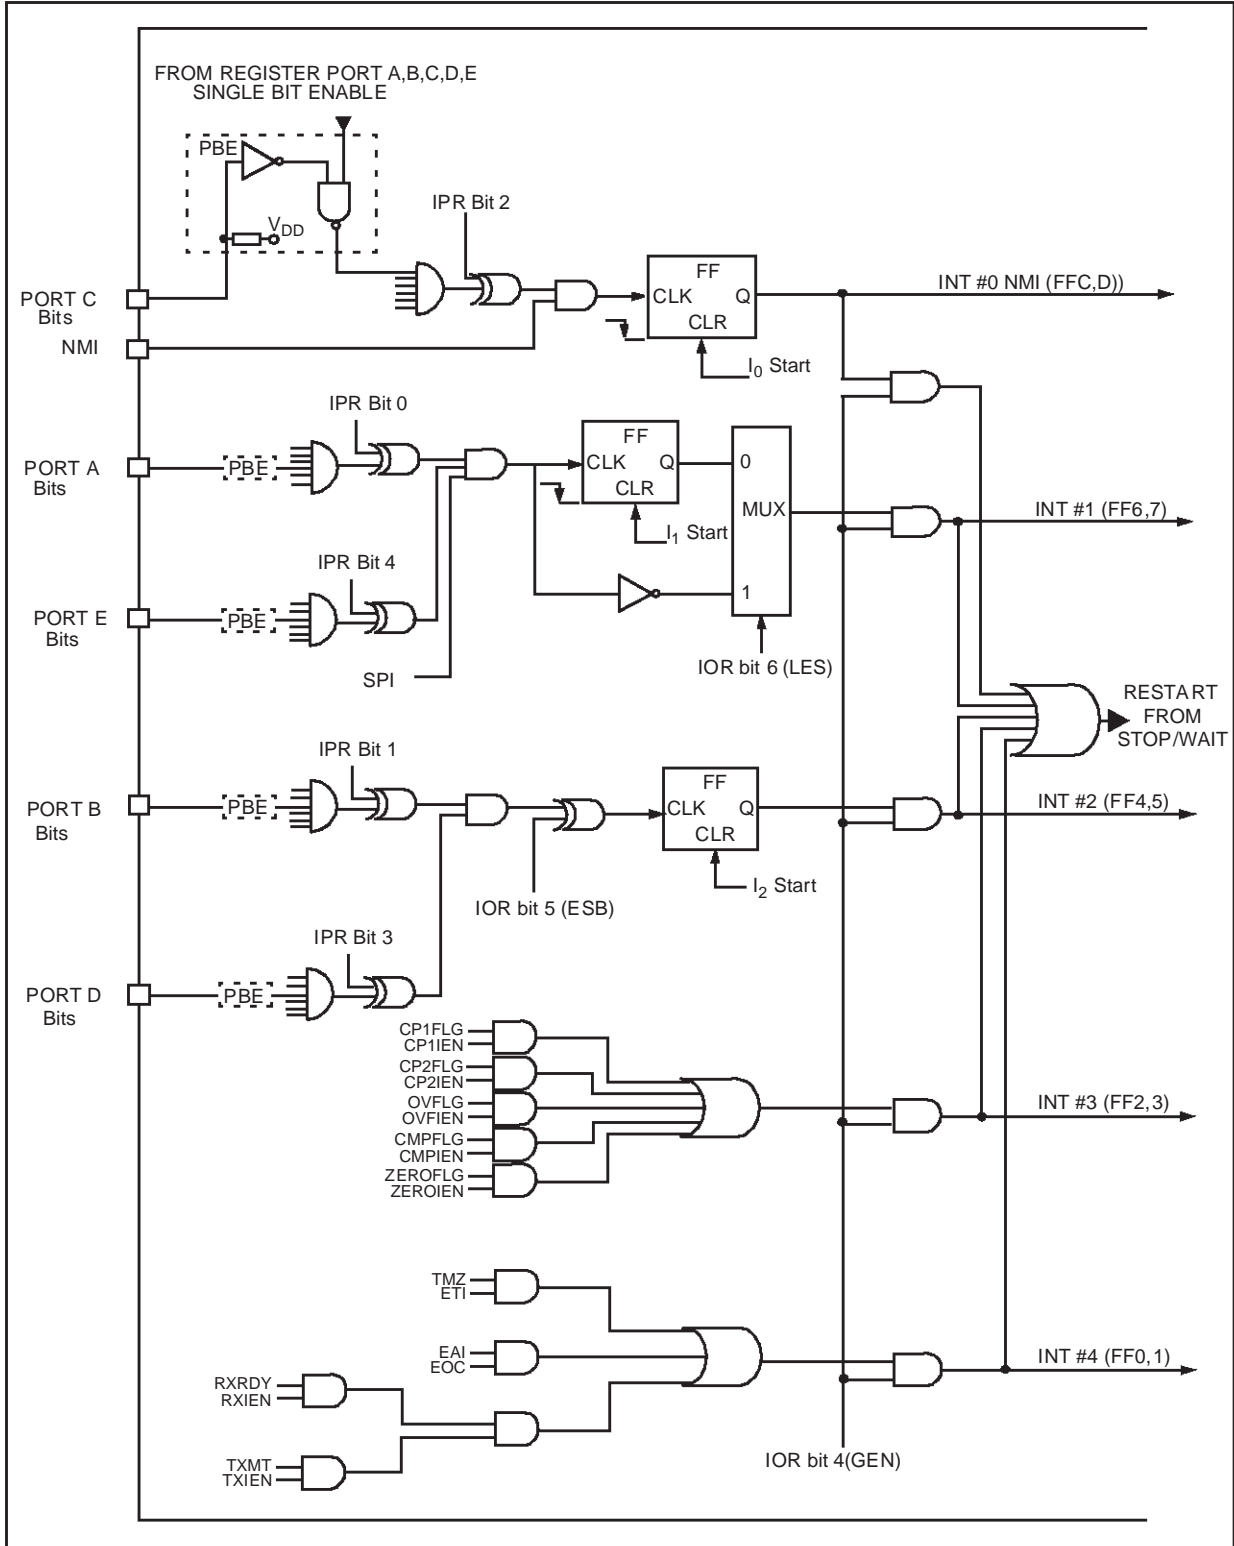 FROM REGISTER PORT A,B,C,D,E
SINGLE BIT ENABLE
PBE
VDD
IPR Bit 2
FF
CLK Q
CLR
INT #0 NMI (FFC,D))
PORT C
Bits
NMI
I0 Start
IPR Bit 0
PORT A
Bits
PBE
FF
CLK Q
CLR
0
MUX
1
INT #1 (FF6,7)
I1 Start
IPR Bit 4
PORT E
Bits
PBE
SPI
IOR bit 6 (LES)
RESTART
FROM
STOP/WAIT
IPR Bit 1
PORT B
Bits
PBE
FF
CLK Q
CLR
INT #2 (FF4,5)
I2 Start
IOR bit 5 (ESB)
IPR Bit 3
PORT D
Bits
PBE
CP1FLG
CP1IEN
CP2FLG
CP2IEN
OVFLG
OVFIEN
CMPFLG
CMPIEN
ZEROFLG
ZEROIEN
INT #3 (FF2,3)
TMZ
ETI
EAI
EOC
RXRDY
RXIEN
TXMT
TXIEN
INT #4 (FF0,1)
IOR bit 4(GEN)